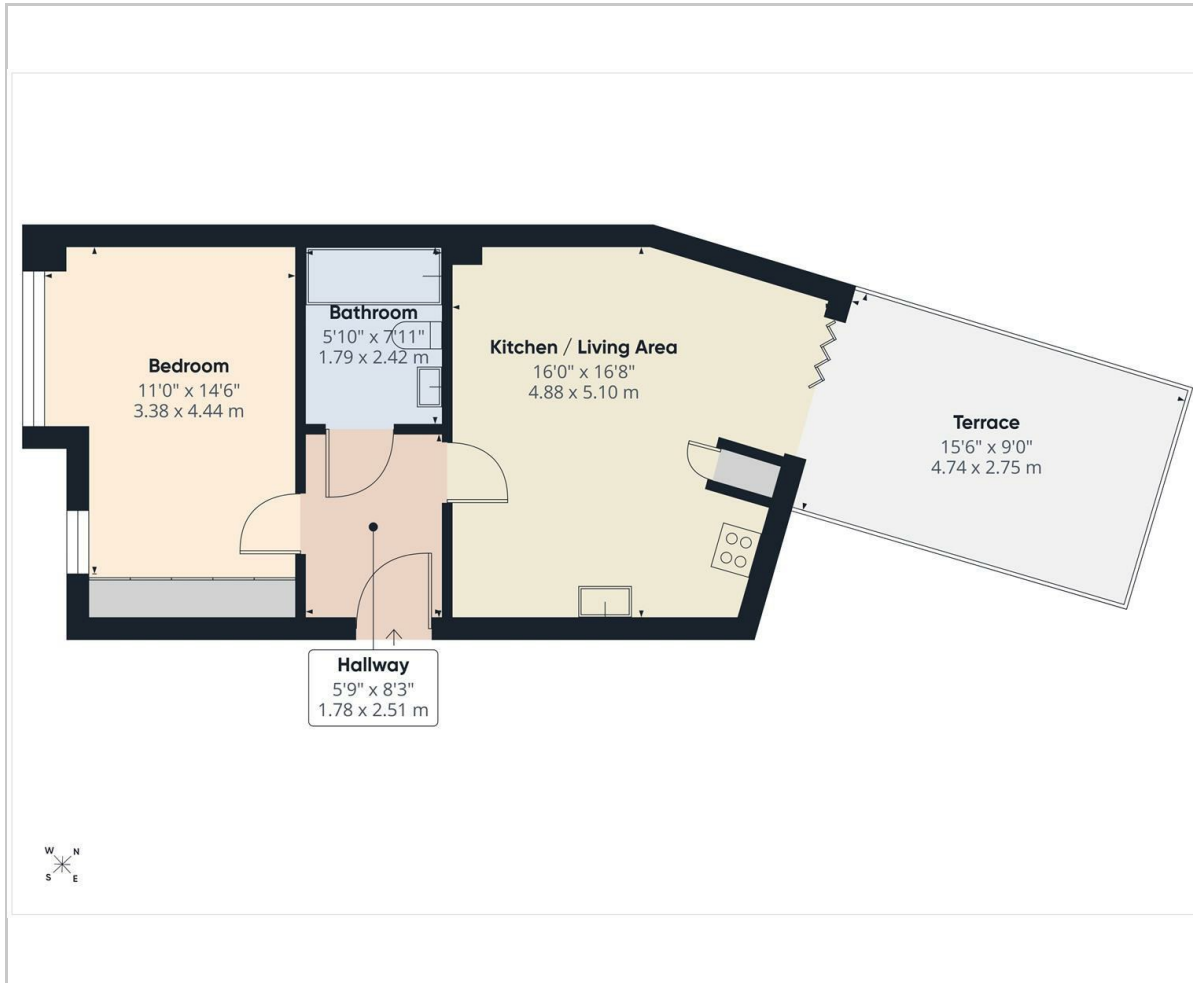 Bathroom
5'10" x 7'11"
1.79 x 2.42 m
Kitchen / Living Area
16'0" x 16'8"
4.88 x 5.10 m
Bedroom
11'0" x 14'6"
3.38 x 4.44 m
Terrace
15'6" x 9'0"
4.74 x 2.75 m
Hallway
5'9" x 8'3"
1.78 x 2.51 m
W N
S E